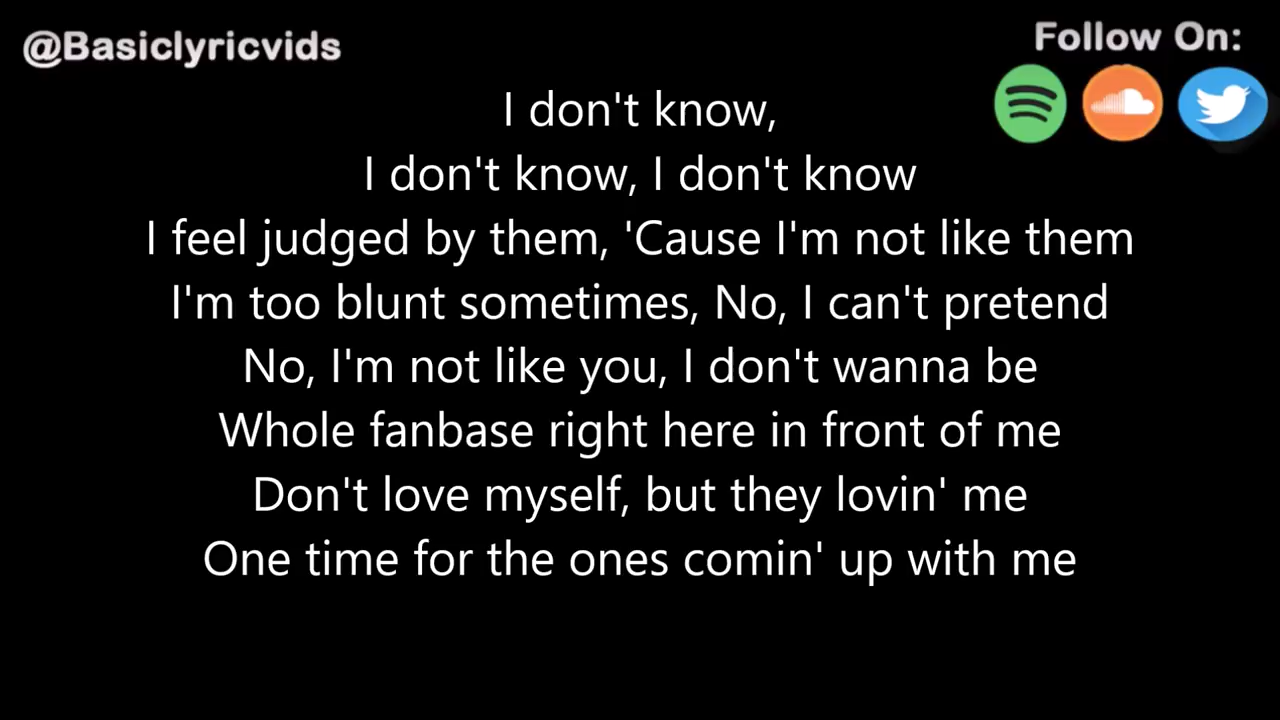 @Basiclyricvids
Follow On:
I don't know,
I don't know, I don't know
I feel judged by them, 'Cause I'm not like them
I'm too blunt sometimes, No, I can't pretend
No, I'm not like you, I don't wanna be
Whole fanbase right here in front of me
Don't love myself, but they lovin' me
One time for the ones comin' up with me